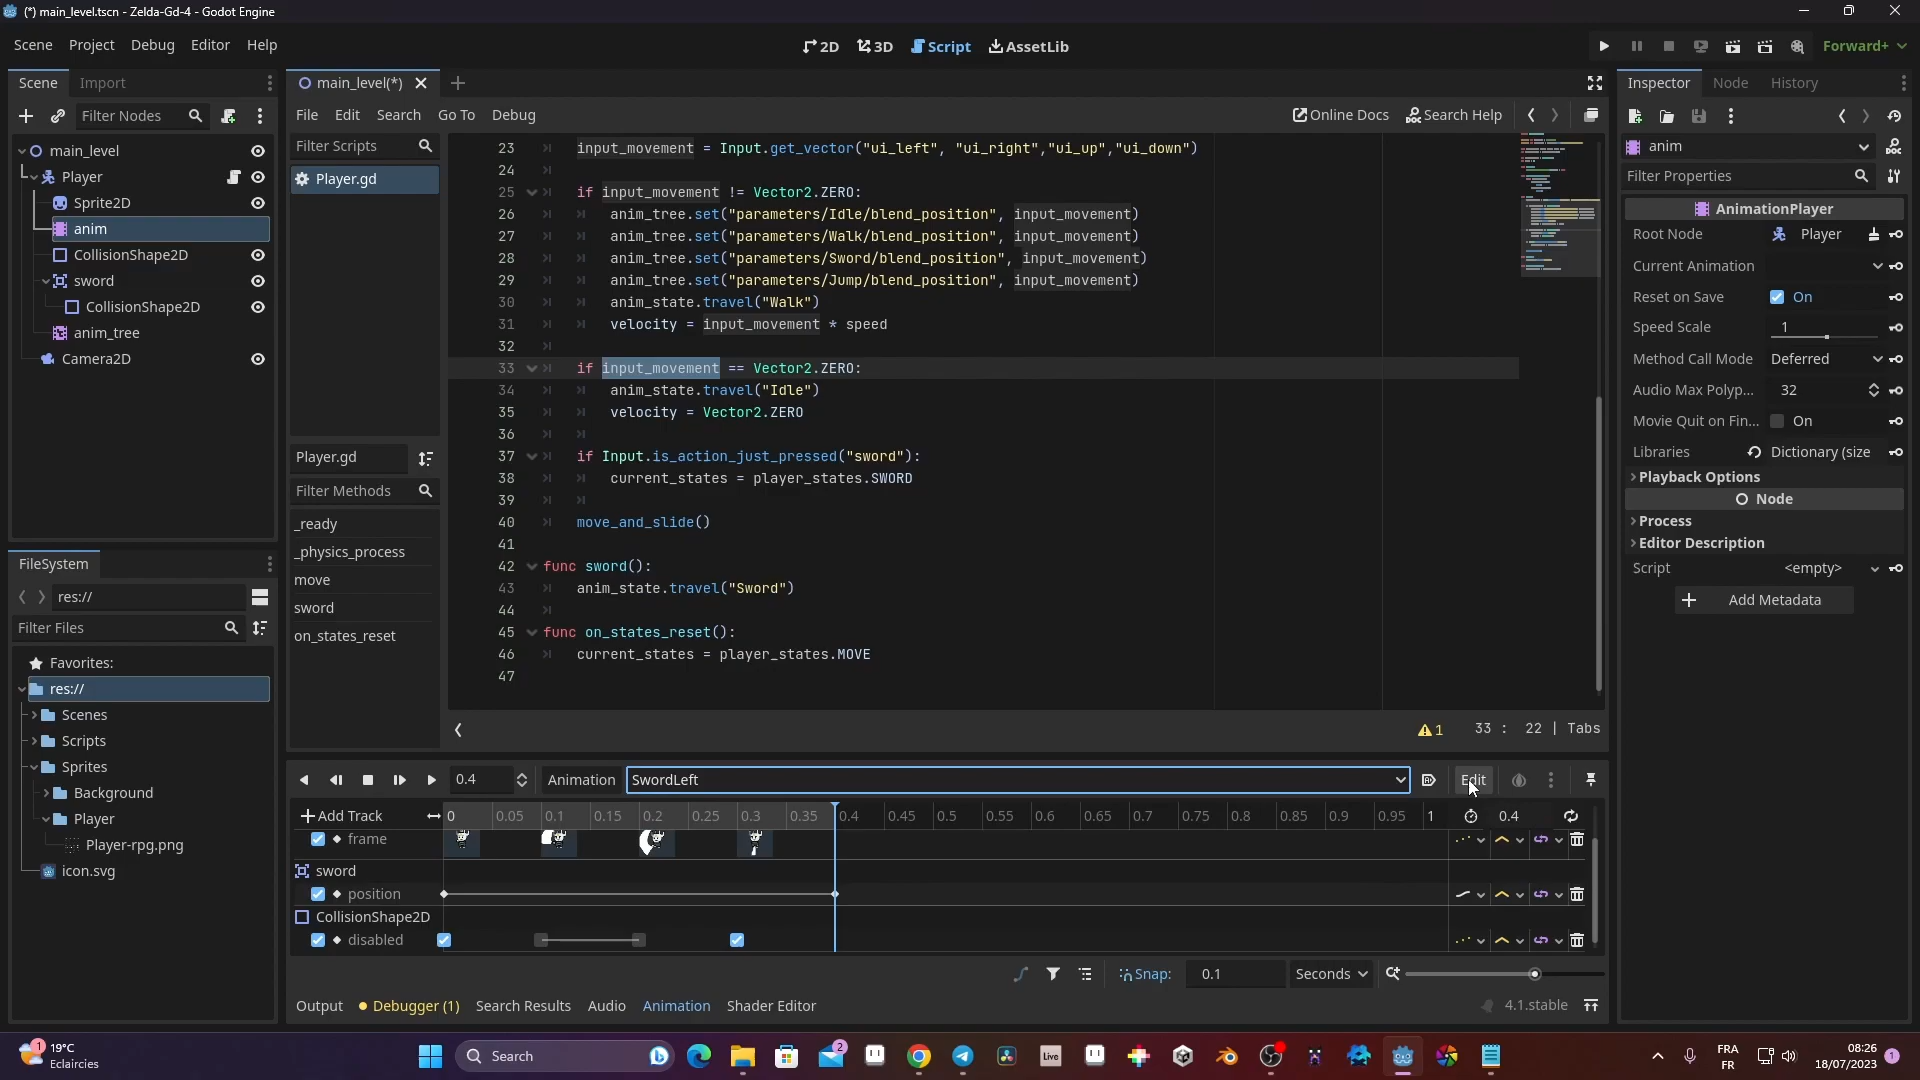 (*) main_level.tscn - Zelda-Gd-4 - Godot Engine
Scene Project Debug Editor Help
2D 3D Script AssetLib
Forward+
Scene Import
Filter Nodes
main_level
Player
Sprite2D
anim
CollisionShape2D
sword
CollisionShape2D
anim_tree
Camera2D
FileSystem
res://
Filter Files
Favorites:
res://
Scenes
Scripts
Sprites
Background
Player
Player-rpg.png
icon.svg
main_level(*)
File Edit Search Go To Debug
Online Docs Search Help
Filter Scripts
Player.gd
Player.gd
Filter Methods
_ready
_physics_process
move
sword
on_states_reset
23 input_movement = Input.get_vector("ui_left", "ui_right","ui_up","ui_down")
24
25 if input_movement != Vector2.ZERO:
26 anim_tree.set("parameters/Idle/blend_position", input_movement)
27 anim_tree.set("parameters/Walk/blend_position", input_movement)
28 anim_tree.set("parameters/Sword/blend_position", input_movement)
29 anim_tree.set("parameters/Jump/blend_position", input_movement)
30 anim_state.travel("Walk")
31 velocity = input_movement * speed
32
33 if input_movement == Vector2.ZERO:
34 anim_state.travel("Idle")
35 velocity = Vector2.ZERO
36
37 if Input.is_action_just_pressed("sword"):
38 current_states = player_states.SWORD
39
40 move_and_slide()
41
42 func sword():
43 anim_state.travel("Sword")
44
45 func on_states_reset():
46 current_states = player_states.MOVE
47
1 33 : 22 | Tabs
0.4 Animation SwordLeft Edit
Add Track 0 0.05 0.1 0.15 0.2 0.25 0.3 0.35 0.4 0.45 0.5 0.55 0.6 0.65 0.7 0.75 0.8 0.85 0.9 0.95 1 0.4
frame
sword
position
CollisionShape2D
disabled
Snap: 0.1 Seconds
Output Debugger (1) Search Results Audio Animation Shader Editor
4.1.stable
Inspector Node History
anim
Filter Properties
AnimationPlayer
Root Node Player
Current Animation
Reset on Save On
Speed Scale 1
Method Call Mode Deferred
Audio Max Polyp... 32
Movie Quit on Fin... On
Libraries Dictionary (size
Playback Options
Node
Process
Editor Description
Script <empty>
Add Metadata
1 19°C
Eclaircies
Search
2
Live
FRA
FR
08:26
18/07/2023
1